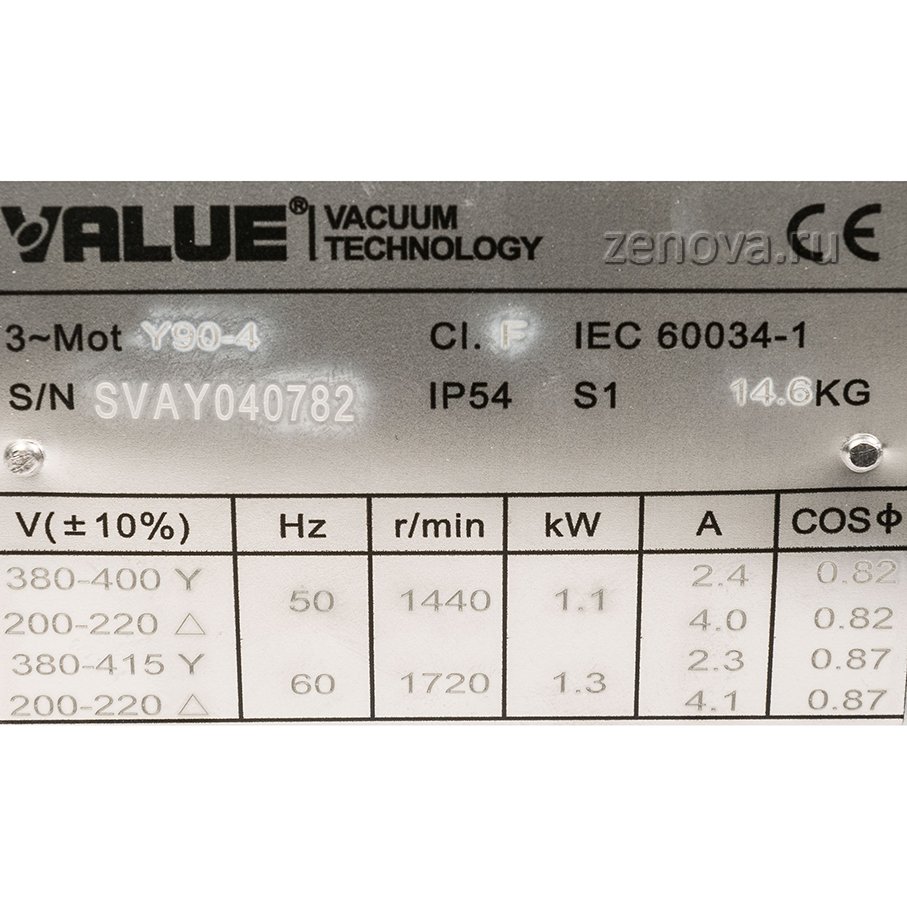 VALUE® VACUUM TECHNOLOGY CE
zenova.ru
3~Mot Y90-4 Cl. F IEC 60034-1
S/N SVAY040782 IP54 S1 14.6KG
V(±10%) Hz r/min kW A COSΦ
380-400 Y 2.4 0.82
50 1440 1.1
200-220 △ 4.0 0.82
380-415 Y 2.3 0.87
60 1720 1.3
200-220 △ 4.1 0.87